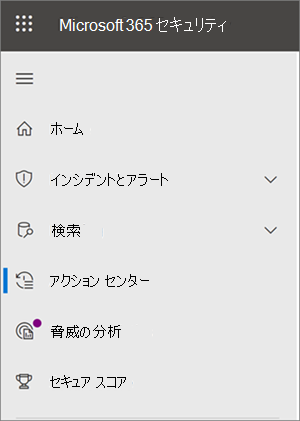 Microsoft 365 セキュリティ
ホーム
インシデントとアラート
検索
アクション センター
脅威の分析
セキュア スコア